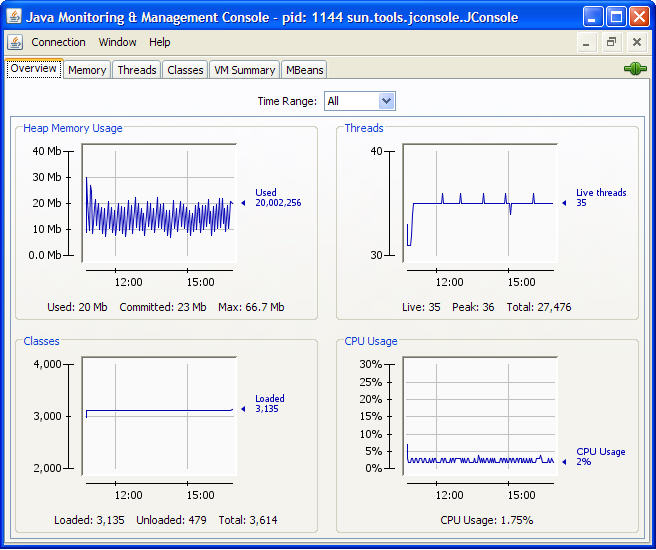 Java Monitoring & Management Console - pid: 1144 sun.tools.jconsole.JConsole
Connection Window Help
Overview Memory Threads Classes VM Summary MBeans
Time Range: All
Heap Memory Usage
40 Mb
30 Mb
20 Mb
10 Mb
0.0 Mb
Used
20,002,256
12:00 15:00
Used: 20 Mb Committed: 23 Mb Max: 66.7 Mb
Threads
40
30
Live threads
35
12:00 15:00
Live: 35 Peak: 36 Total: 27,476
Classes
4,000
3,000
2,000
Loaded
3,135
12:00 15:00
Loaded: 3,135 Unloaded: 479 Total: 3,614
CPU Usage
30%
25%
20%
15%
10%
5%
0%
CPU Usage
2%
12:00 15:00
CPU Usage: 1.75%